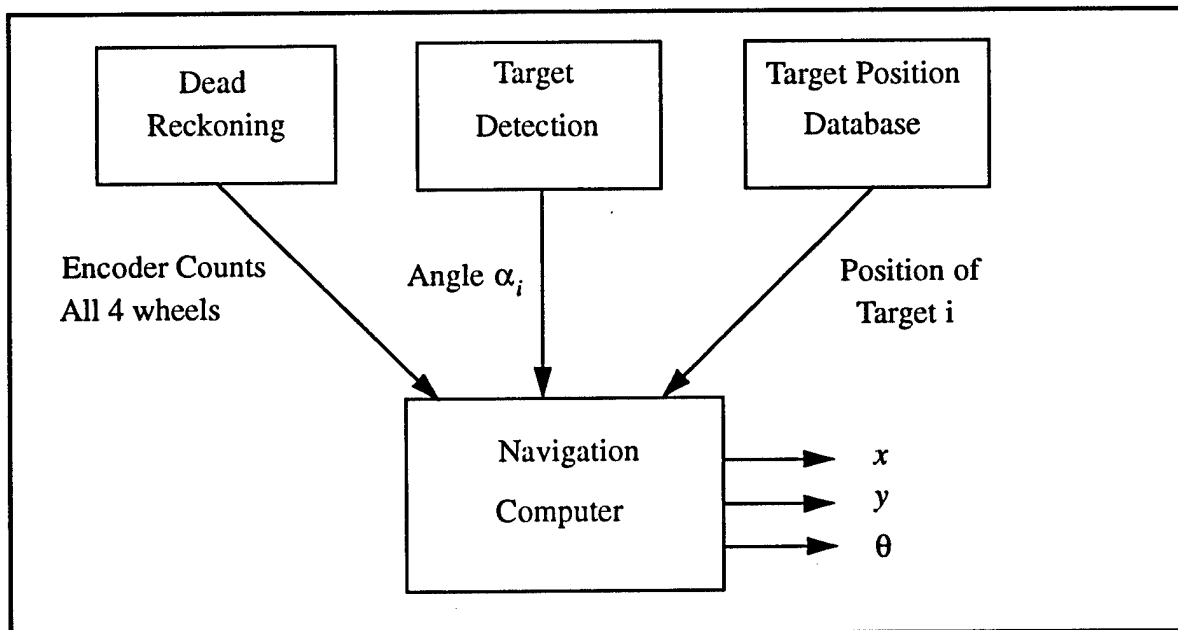 Dead
Reckoning
Target
Detection
Target Position
Database
Encoder Counts
All 4 wheels
Angle αi
Position of
Target i
Navigation
Computer
x
y
θ